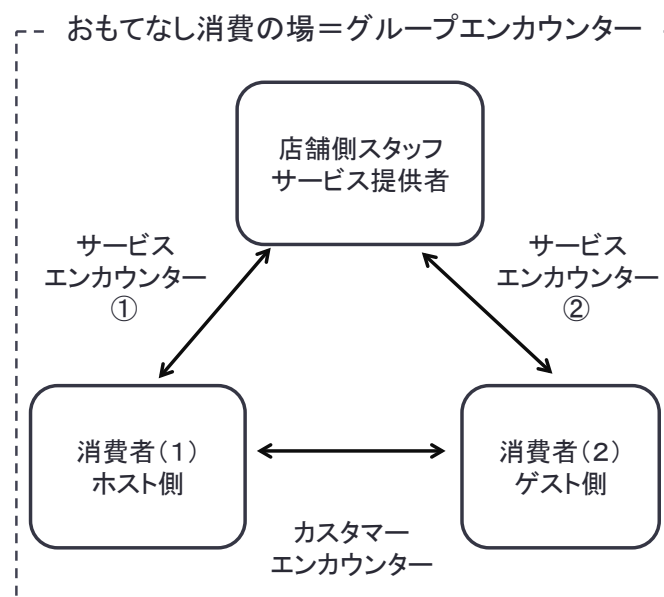 おもてなし消費の場＝グループエンカウンター
店舗側スタッフ
サービス提供者
サービス
エンカウンター
①
サービス
エンカウンター
②
消費者（１）
ホスト側
消費者（２）
ゲスト側
カスタマー
エンカウンター